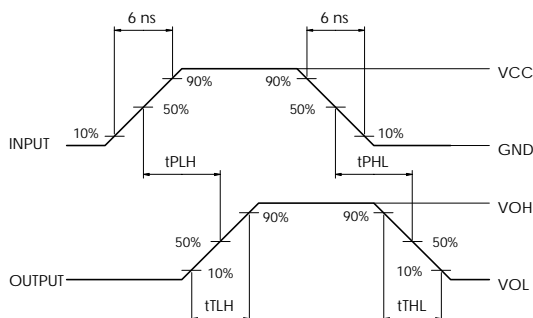 6 ns 6 ns
VCC
90% 90%
50% 50%
10% 10%
INPUT
GND
tPLH tPHL
VOH
90% 90%
50% 50%
10% 10%
OUTPUT
VOL
tTLH tTHL